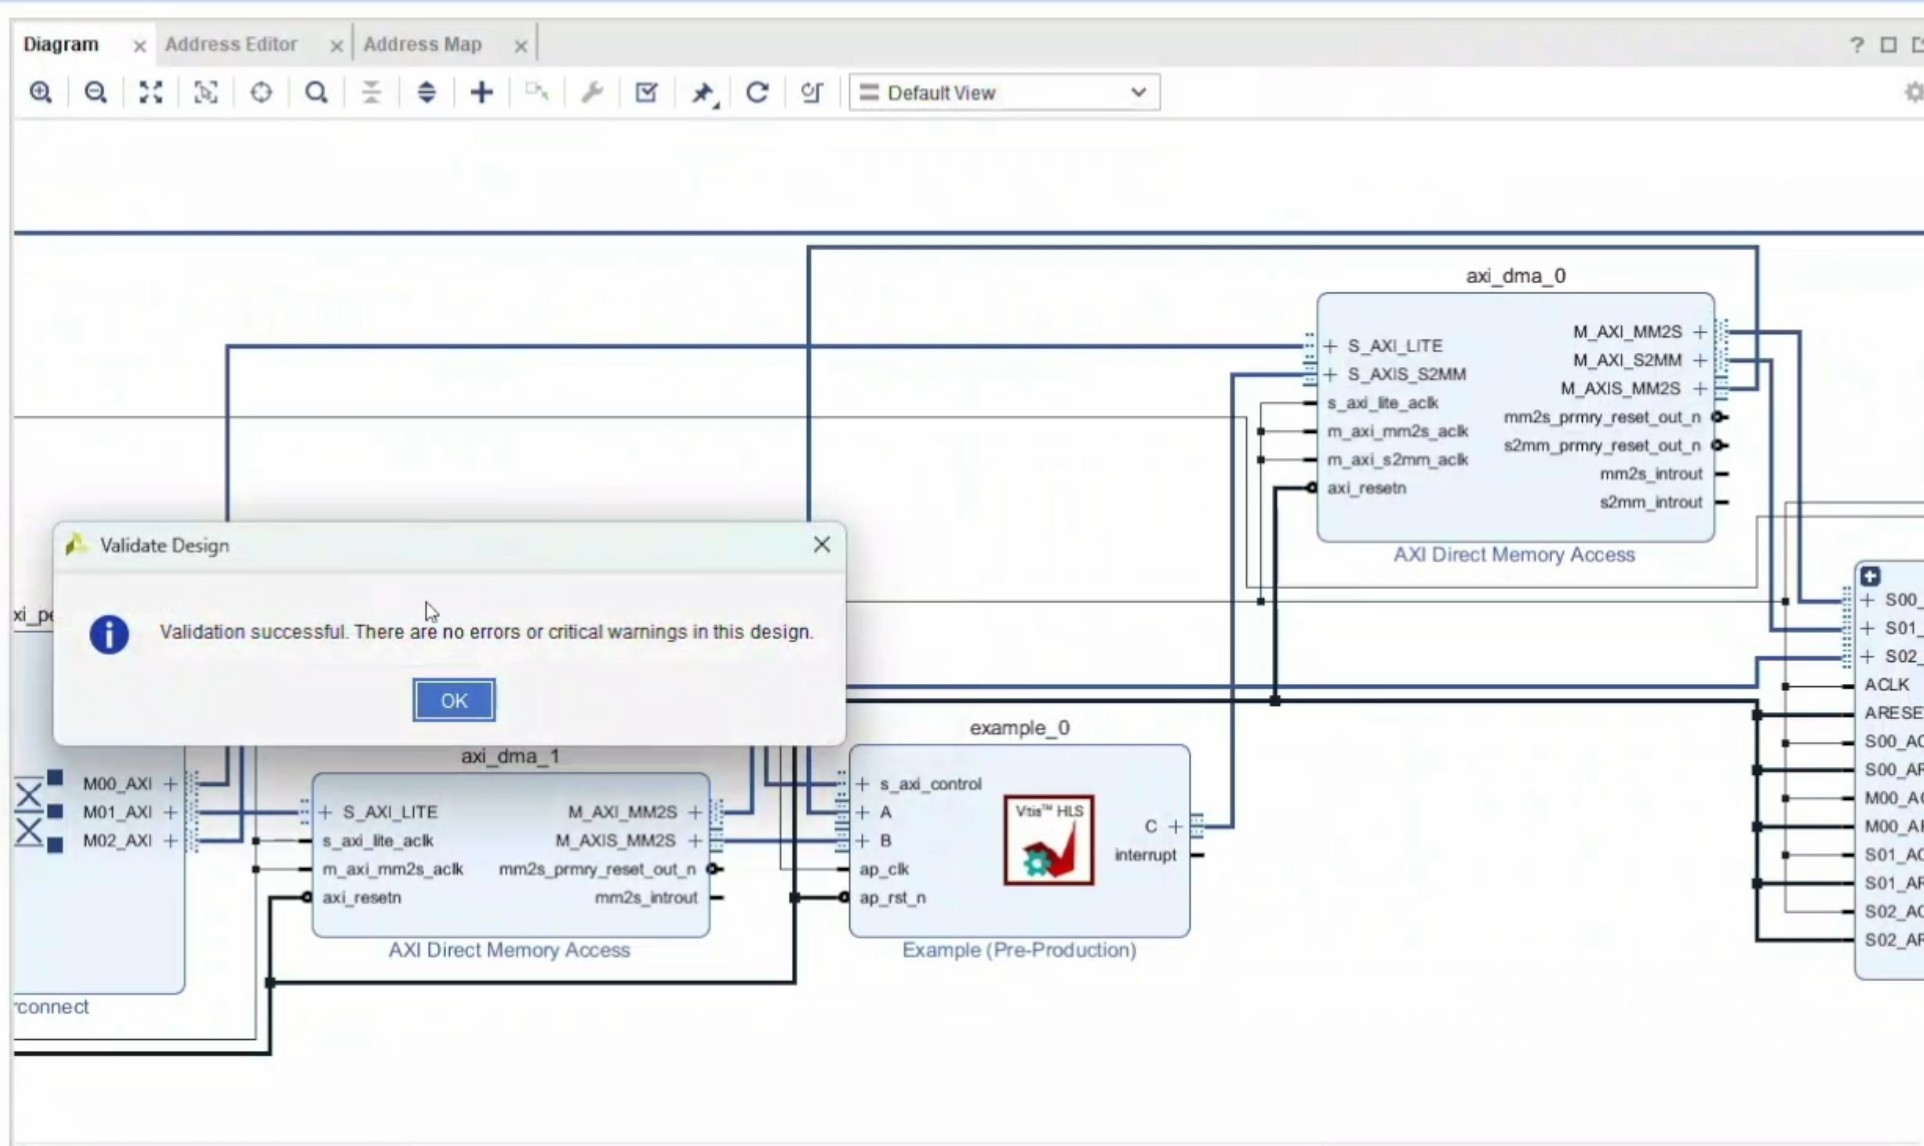 Diagram
Address Editor
Address Map
?
Default View
axi_dma_0
S_AXI_LITE
S_AXIS_S2MM
s_axi_lite_aclk
m_axi_mm2s_aclk
m_axi_s2mm_aclk
axi_resetn
M_AXI_MM2S
M_AXI_S2MM
M_AXIS_MM2S
mm2s_prmry_reset_out_n
s2mm_prmry_reset_out_n
mm2s_introut
s2mm_introut
AXI Direct Memory Access
Validate Design
Validation successful. There are no errors or critical warnings in this design.
OK
xi_pe
M00_AXI
M01_AXI
M02_AXI
rconnect
axi_dma_1
S_AXI_LITE
s_axi_lite_aclk
m_axi_mm2s_aclk
axi_resetn
M_AXI_MM2S
M_AXIS_MM2S
mm2s_prmry_reset_out_n
mm2s_introut
AXI Direct Memory Access
example_0
s_axi_control
A
B
ap_clk
ap_rst_n
Vitis™ HLS
C
interrupt
Example (Pre-Production)
S00_
S01_
S02_
ACLK
ARESE
S00_AC
S00_AR
M00_AC
M00_AR
S01_AC
S01_AR
S02_AC
S02_AR